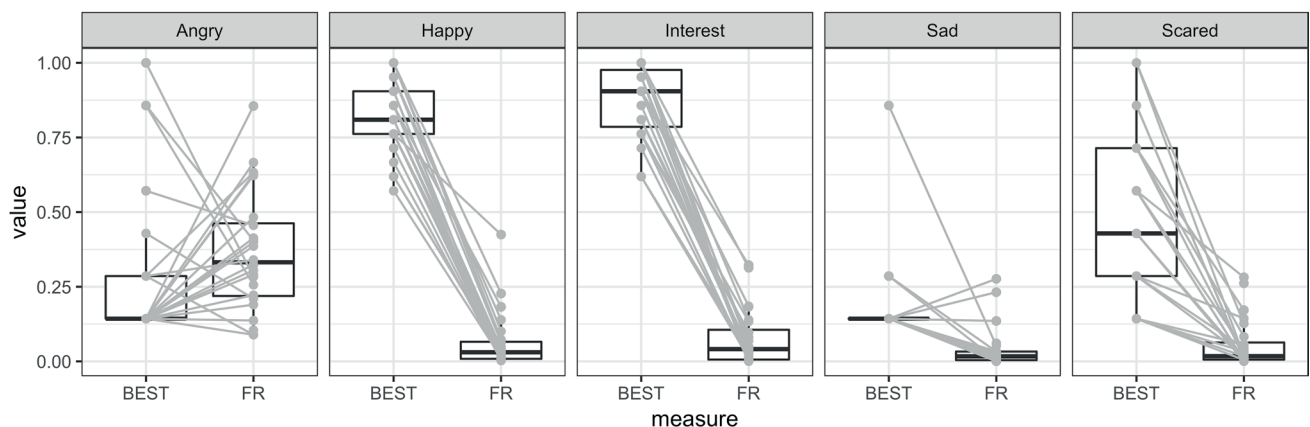 Angry Happy Interest Sad Scared
1.00
0.75
0.50
0.25
0.00
value
BEST FR BEST FR BEST FR BEST FR BEST FR
measure